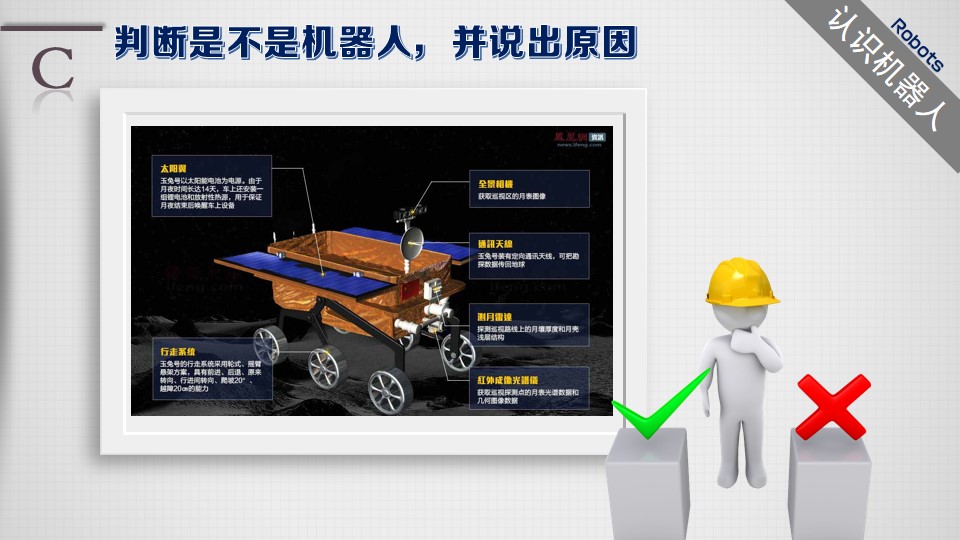 C
判断是不是机器人，并说出原因
Robots
认识机器人
凤凰网 资讯
news.ifeng.com
太阳翼
玉兔号以太阳能电池为电源。由于
月夜时间长达14天，车上还安装一
组锂电池和放射性热源，用于保证
月夜结束后唤醒车上设备
全景相機
获取巡视区的月表图像
通訊天線
玉兔号装有定向通讯天线，可把勘
探数据传回地球
測月雷達
探测巡视路线上的月壤厚度和月壳
浅层结构
行走系统
玉兔号的行走系统采用轮式、摇臂
悬架方案，具有前进、后退、原来
转向、行进间转向、爬坡20°、
越障20㎝的能力
紅外成像光譜儀
获取巡视探测点的月表光谱数据和
几何图像数据
ifeng.com